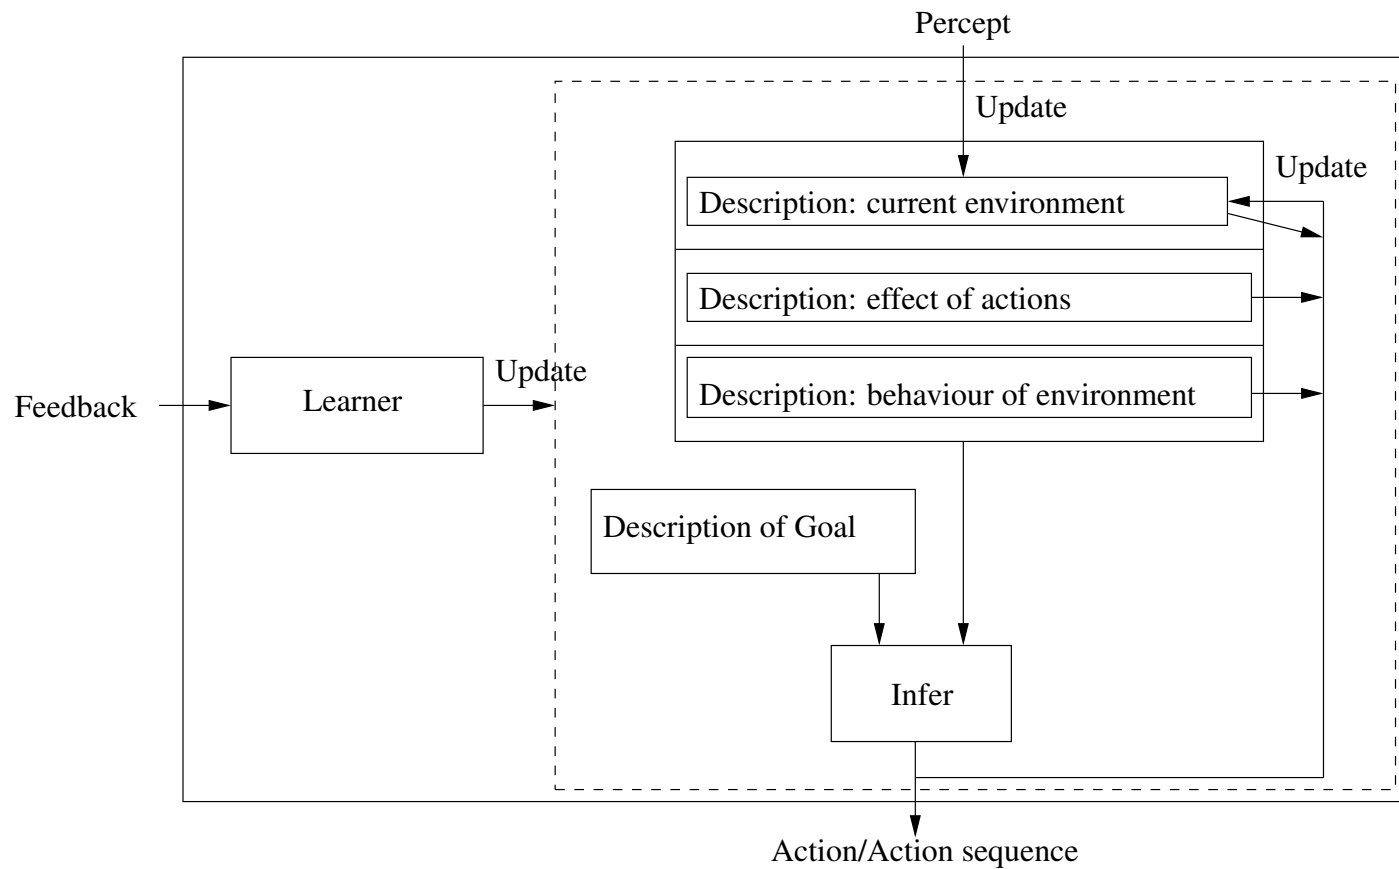 Percept
Update
Update
Description: current environment
Description: effect of actions
Update
Learner
Description: behaviour of environment
Feedback
Description of Goal
Infer
Action/Action sequence